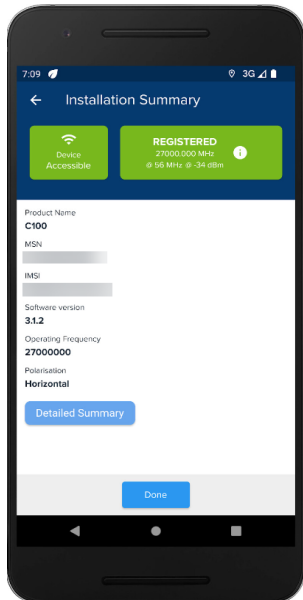 7:09
3G
Installation Summary
Device
Accessible
REGISTERED
27000.000 MHz
@ 56 MHz @ -34 dBm
Product Name
C100
MSN
IMSI
Software version
3.1.2
Operating Frequency
27000000
Polarisation
Horizontal
Detailed Summary
Done